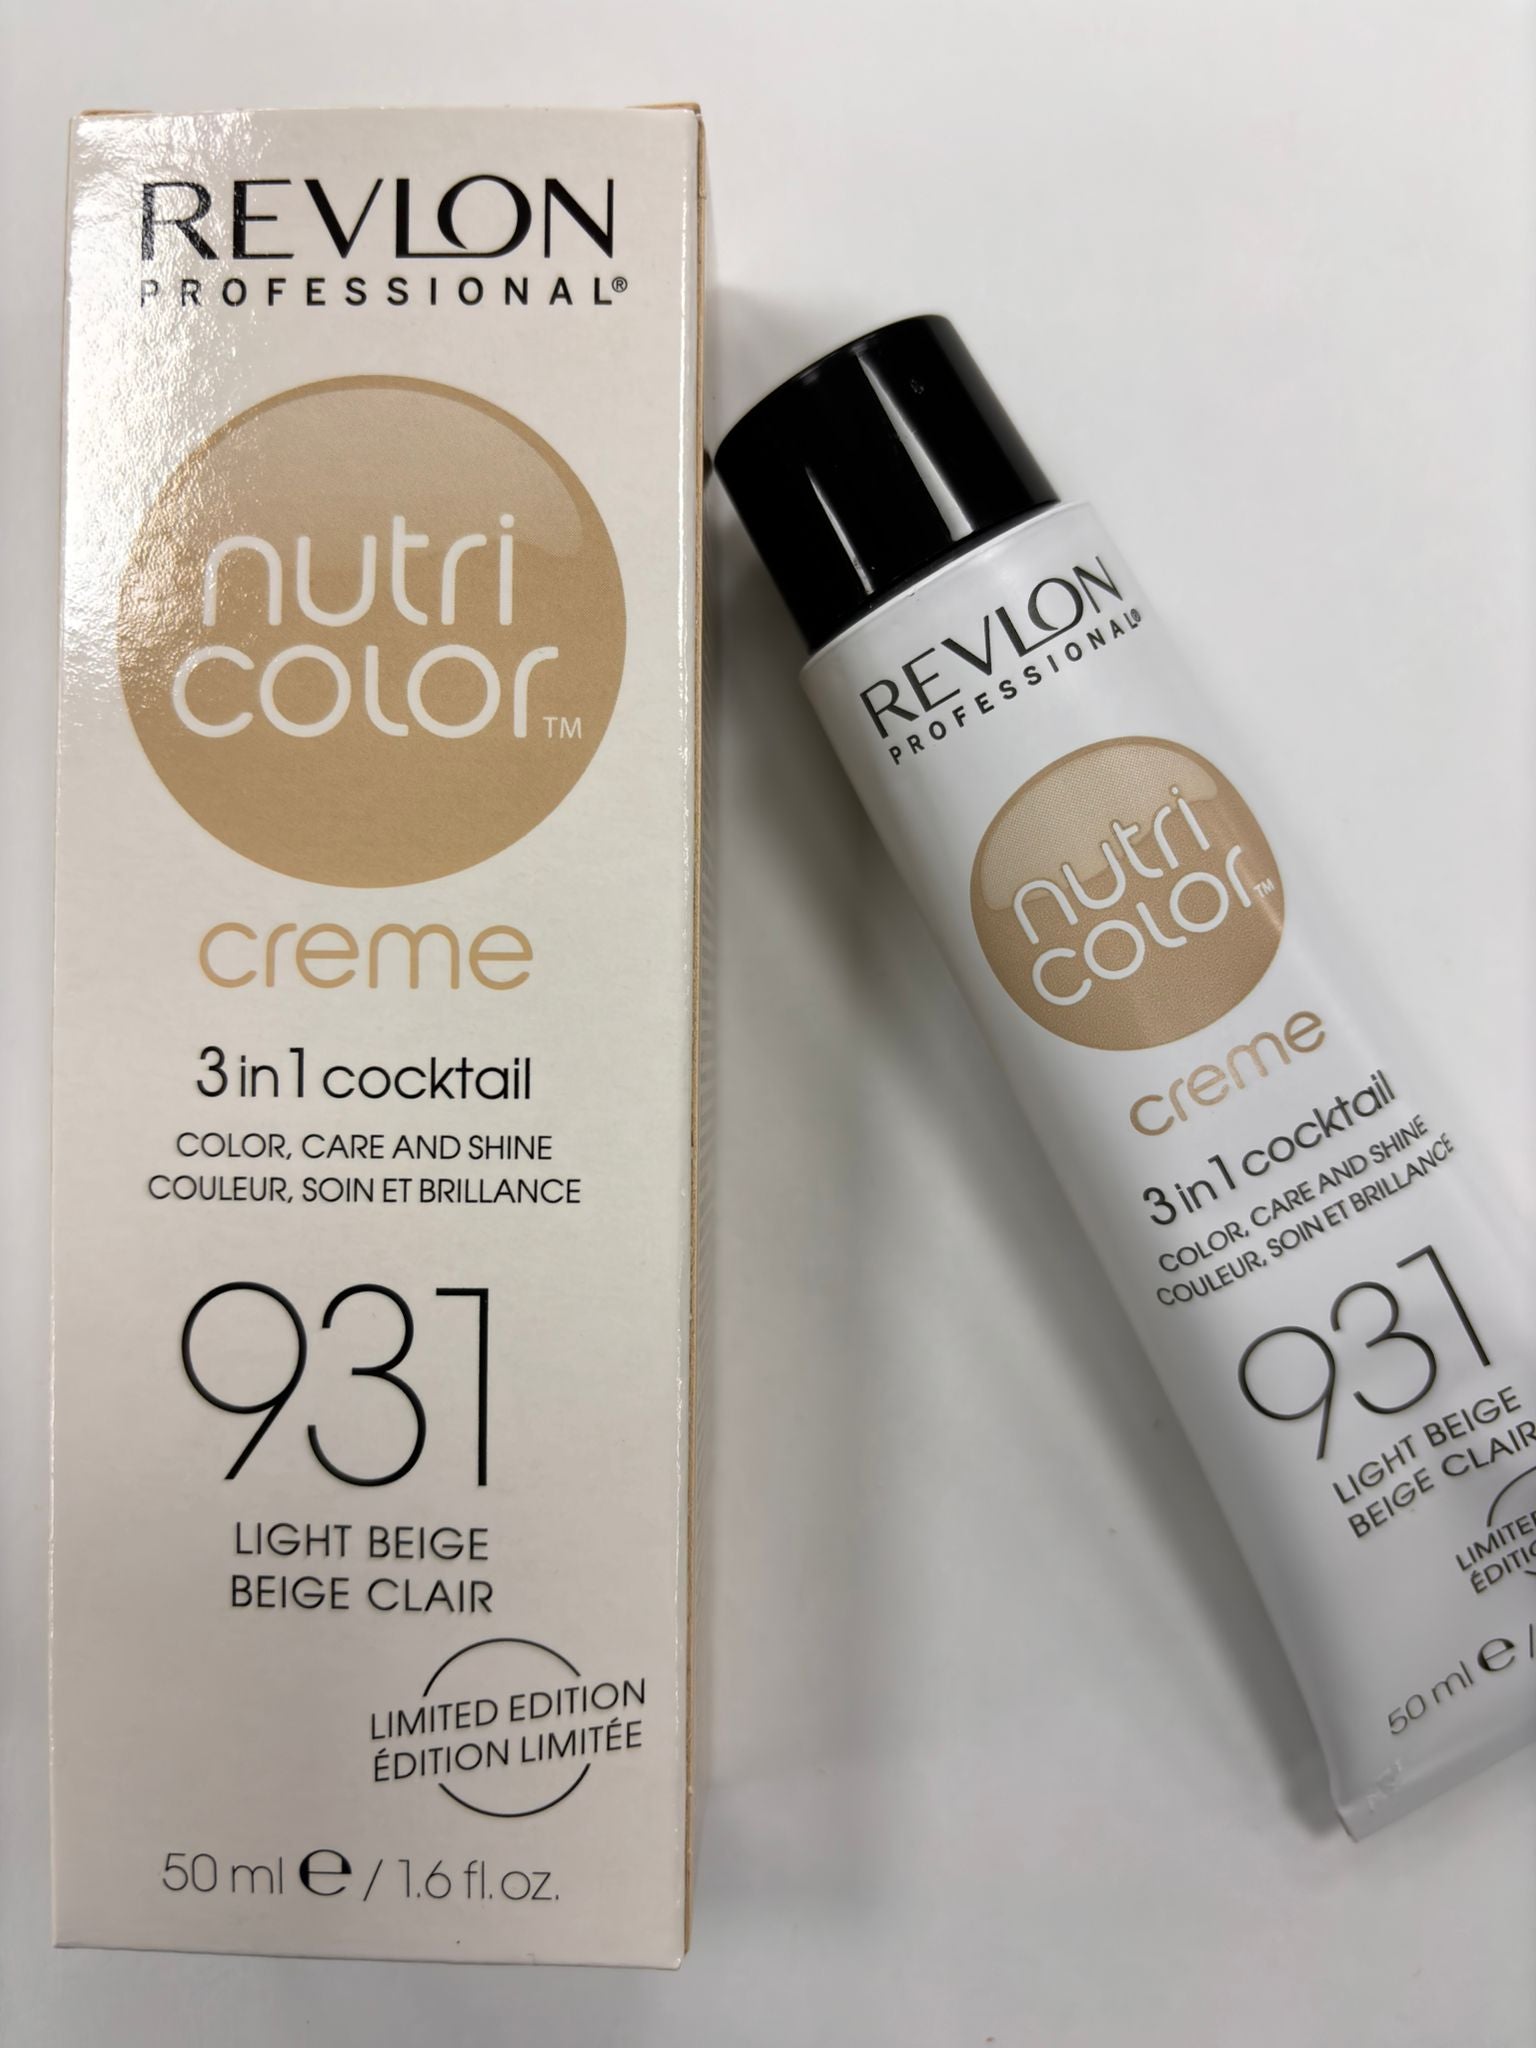 REVLON
PROFESSIONAL®
nutri
color™
creme
3 in 1 cocktail
COLOR, CARE AND SHINE
COULEUR, SOIN ET BRILLANCE
931
LIGHT BEIGE
BEIGE CLAIR
LIMITED EDITION
ÉDITION LIMITÉE
50 ml ℮ / 1.6 fl. oz.
REVLON
PROFESSIONAL®
nutri
color™
creme
3 in 1 cocktail
COLOR, CARE AND SHINE
COULEUR, SOIN ET BRILLANCE
931
LIGHT BEIGE
BEIGE CLAIR
50 ml ℮ /